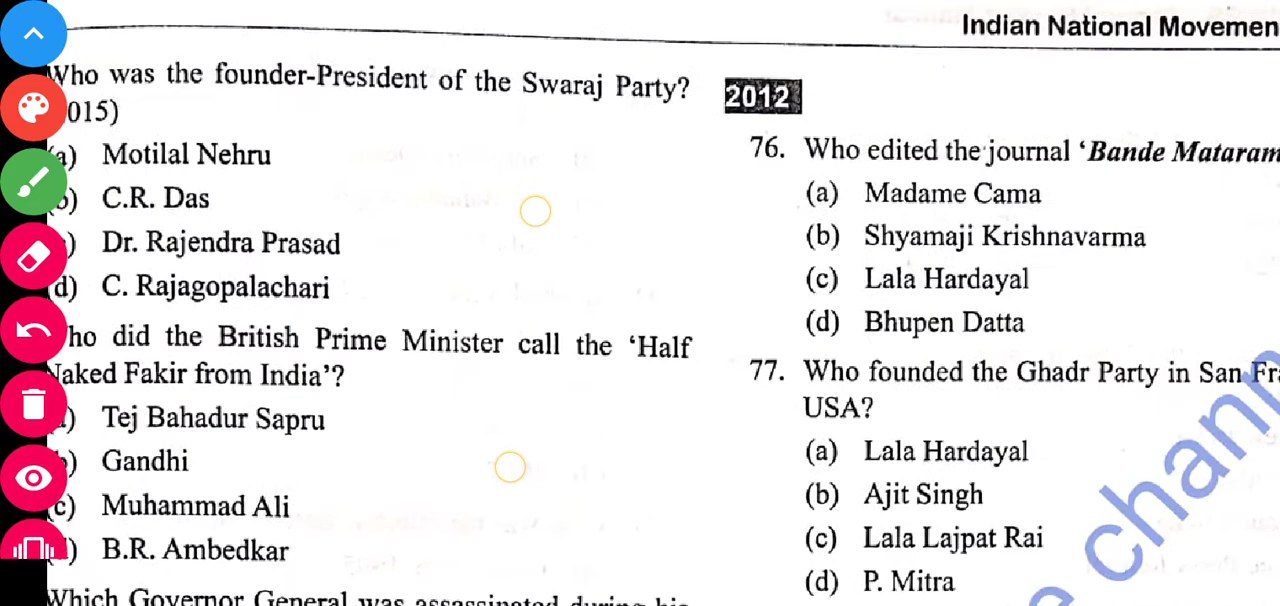 Indian National Movemen
Who was the founder-President of the Swaraj Party?
015)
a) Motilal Nehru
b) C.R. Das
) Dr. Rajendra Prasad
d) C. Rajagopalachari
ho did the British Prime Minister call the ‘Half
Naked Fakir from India’?
) Tej Bahadur Sapru
) Gandhi
c) Muhammad Ali
) B.R. Ambedkar
Which Governor General was assassinated during his
2012
76. Who edited the journal ‘Bande Mataram
(a) Madame Cama
(b) Shyamaji Krishnavarma
(c) Lala Hardayal
(d) Bhupen Datta
77. Who founded the Ghadr Party in San Fra
USA?
(a) Lala Hardayal
(b) Ajit Singh
(c) Lala Lajpat Rai
(d) P. Mitra
e chann